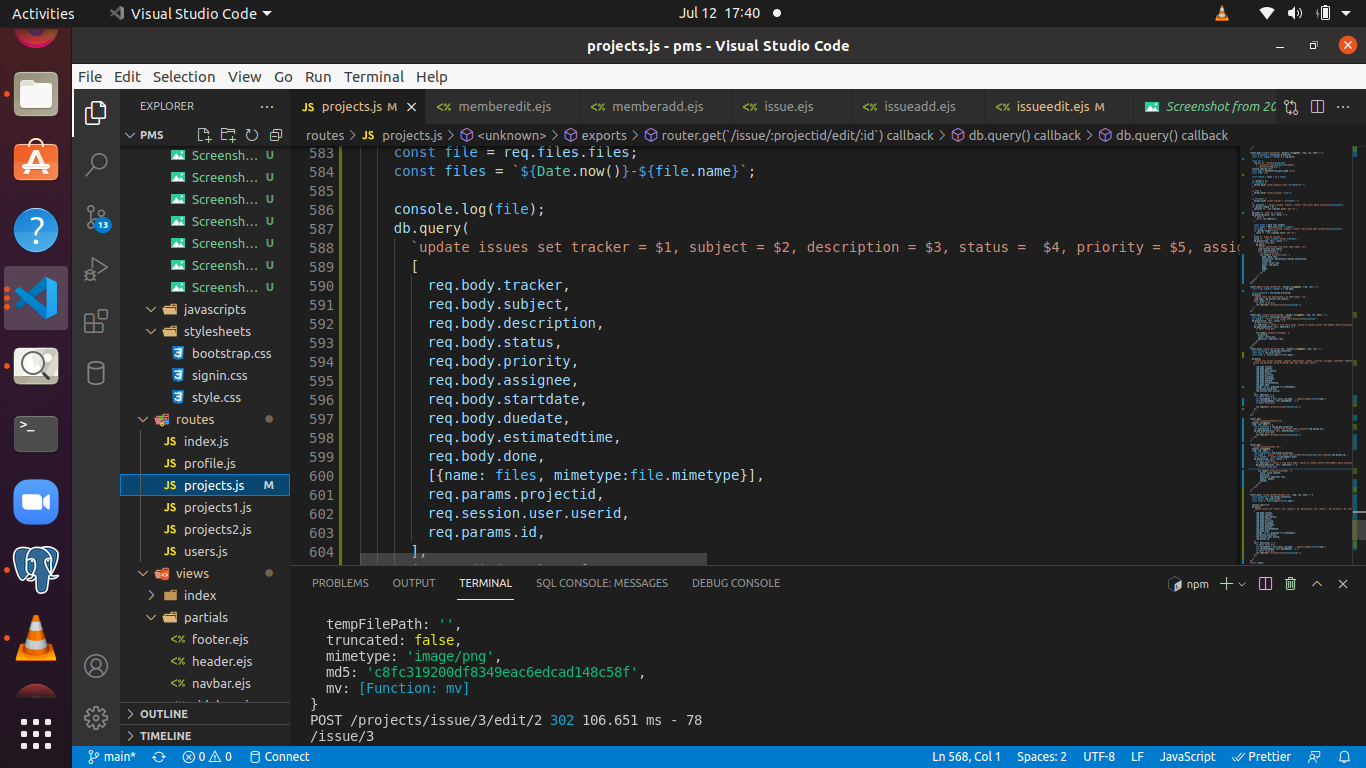 Activities Visual Studio Code Jul 12 17:40
projects.js - pms - Visual Studio Code
File Edit Selection View Go Run Terminal Help
EXPLORER
JS projects.js M
<%= memberedit.ejs
<%= memberadd.ejs
<%= issue.ejs
<%= issueadd.ejs
<%= issueedit.ejs M
Screenshot from 20
PMS
routes > JS projects.js > <unknown> > exports > router.get(`/issue/:projectid/edit/:id`) callback > db.query() callback > db.query() callback
Screensh... U
Screensh... U
Screensh... U
Screensh... U
Screensh... U
Screensh... U
Screensh... U
javascripts
stylesheets
bootstrap.css
signin.css
style.css
routes
JS index.js
JS profile.js
JS projects.js M
JS projects1.js
JS projects2.js
JS users.js
views
index
partials
<%= footer.ejs
<%= header.ejs
<%= navbar.ejs
OUTLINE
TIMELINE
13
583 const file = req.files.files;
584 const files = `${Date.now()}-${file.name}`;
585
586 console.log(file);
587 db.query(
588 `update issues set tracker = $1, subject = $2, description = $3, status =  $4, priority = $5, assig
589 [
590 req.body.tracker,
591 req.body.subject,
592 req.body.description,
593 req.body.status,
594 req.body.priority,
595 req.body.assignee,
596 req.body.startdate,
597 req.body.duedate,
598 req.body.estimatedtime,
599 req.body.done,
600 [{name: files, mimetype:file.mimetype}],
601 req.params.projectid,
602 req.session.user.userid,
603 req.params.id,
604 ],
PROBLEMS OUTPUT TERMINAL SQL CONSOLE: MESSAGES DEBUG CONSOLE
npm
tempFilePath: '',
truncated: false,
mimetype: 'image/png',
md5: 'c8fc319200df8349eac6edcad148c58f',
mv: [Function: mv]
}
POST /projects/issue/3/edit/2 302 106.651 ms - 78
/issue/3
main* 0 0 Connect Ln 568, Col 1 Spaces: 2 UTF-8 LF JavaScript Prettier